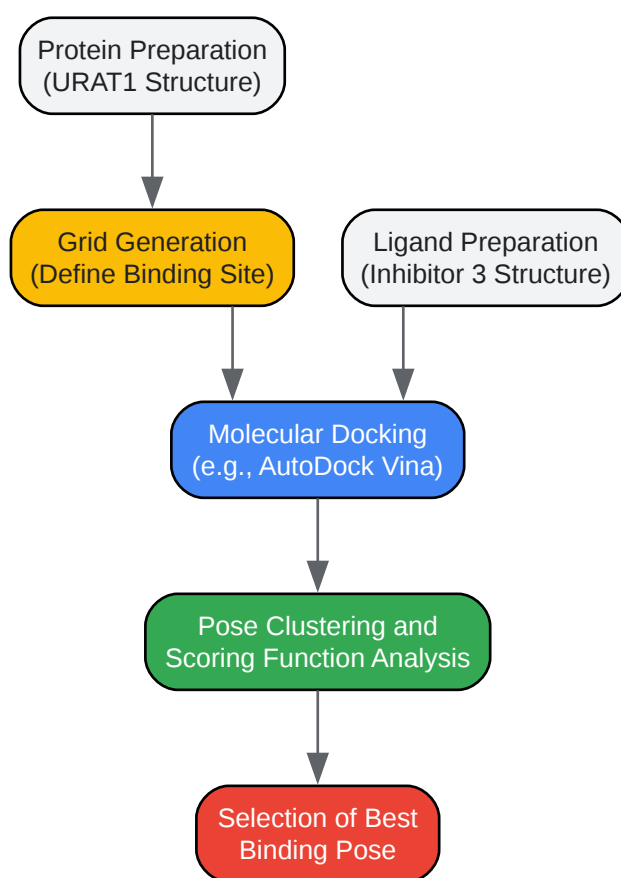 Protein Preparation
(URAT1 Structure)
Grid Generation
(Define Binding Site)
Ligand Preparation
(Inhibitor 3 Structure)
Molecular Docking
(e.g., AutoDock Vina)
Pose Clustering and
Scoring Function Analysis
Selection of Best
Binding Pose